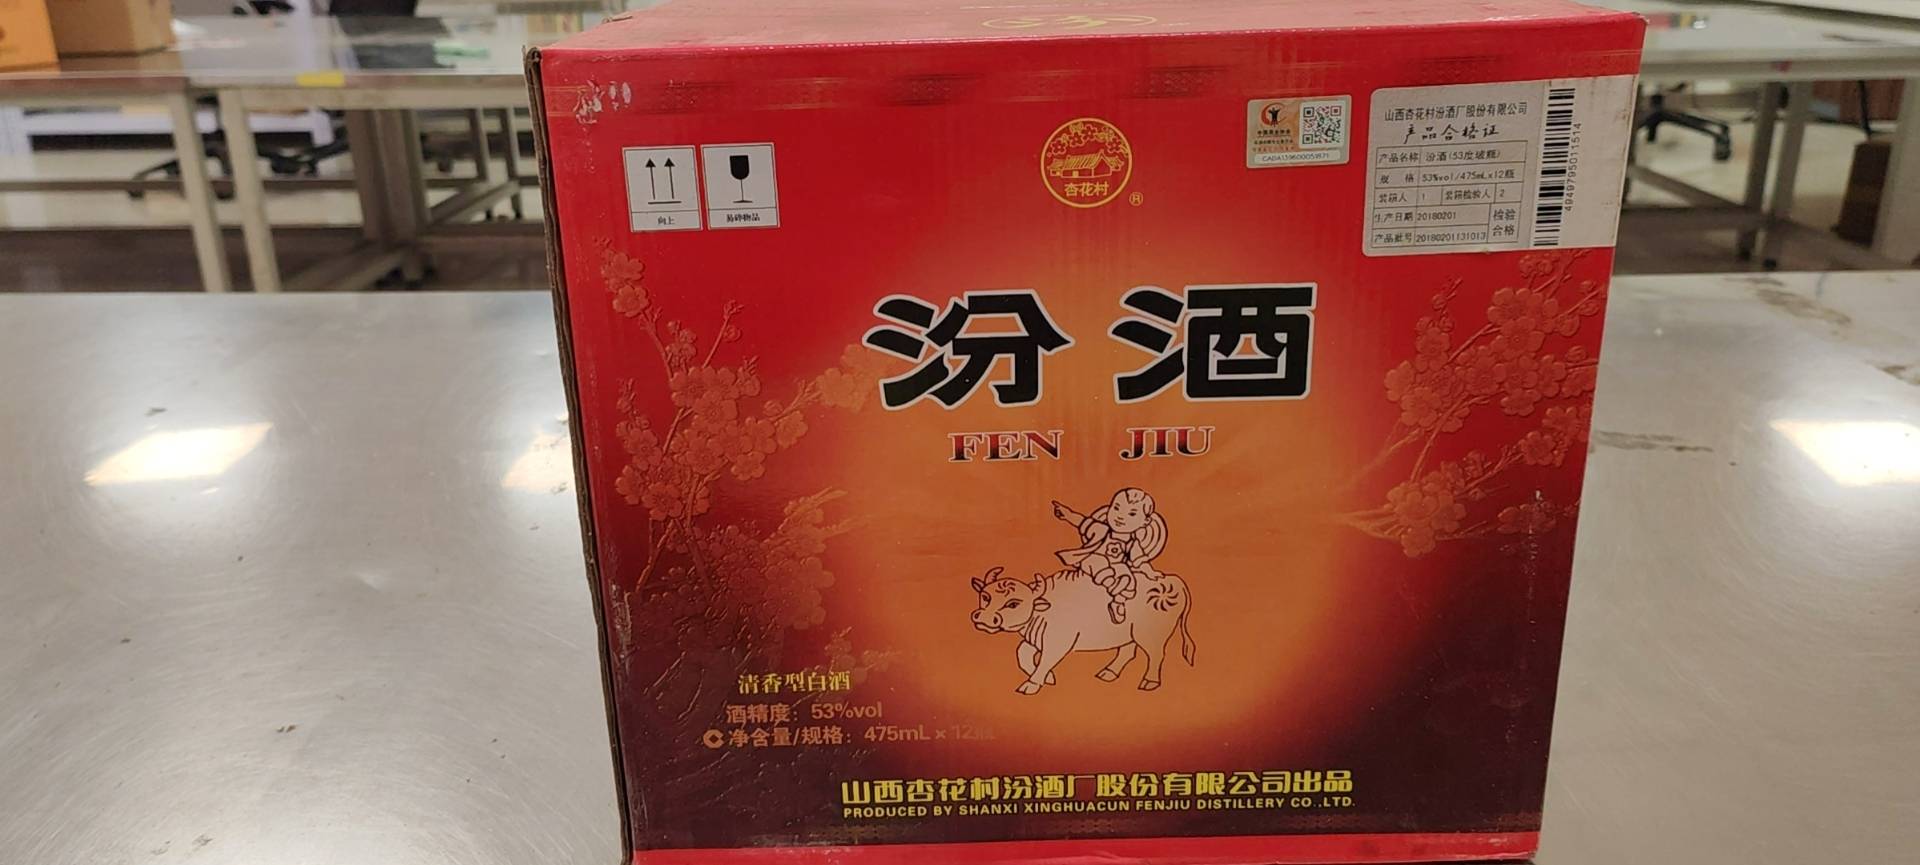 杏花村
®
CADA139600051871
山西杏花村汾酒厂股份有限公司
产品合格证
产品名称 汾酒(53度玻瓶)
规 格 53%vol/475mL×12瓶
装箱人 1 装箱检验人 2
生产日期 20180201 检验
产品批号 20180201131013 合格
向上
易碎物品
汾酒
FEN JIU
清香型白酒
酒精度：53%vol
净含量/规格：475mL×12瓶
山西杏花村汾酒厂股份有限公司出品
PRODUCED BY SHANXI XINGHUACUN FENJIU DISTILLERY CO.,LTD.